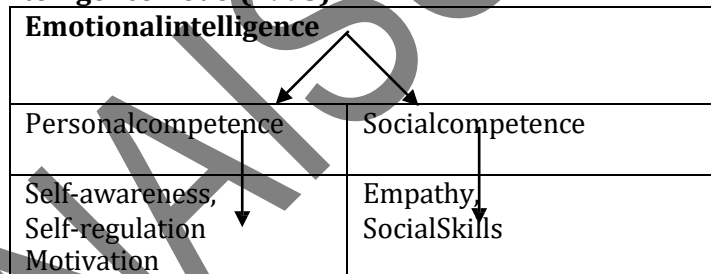 Emotionalintelligence
Personalcompetence
Socialcompetence
Self-awareness,
Self-regulation
Motivation
Empathy,
SocialSkills